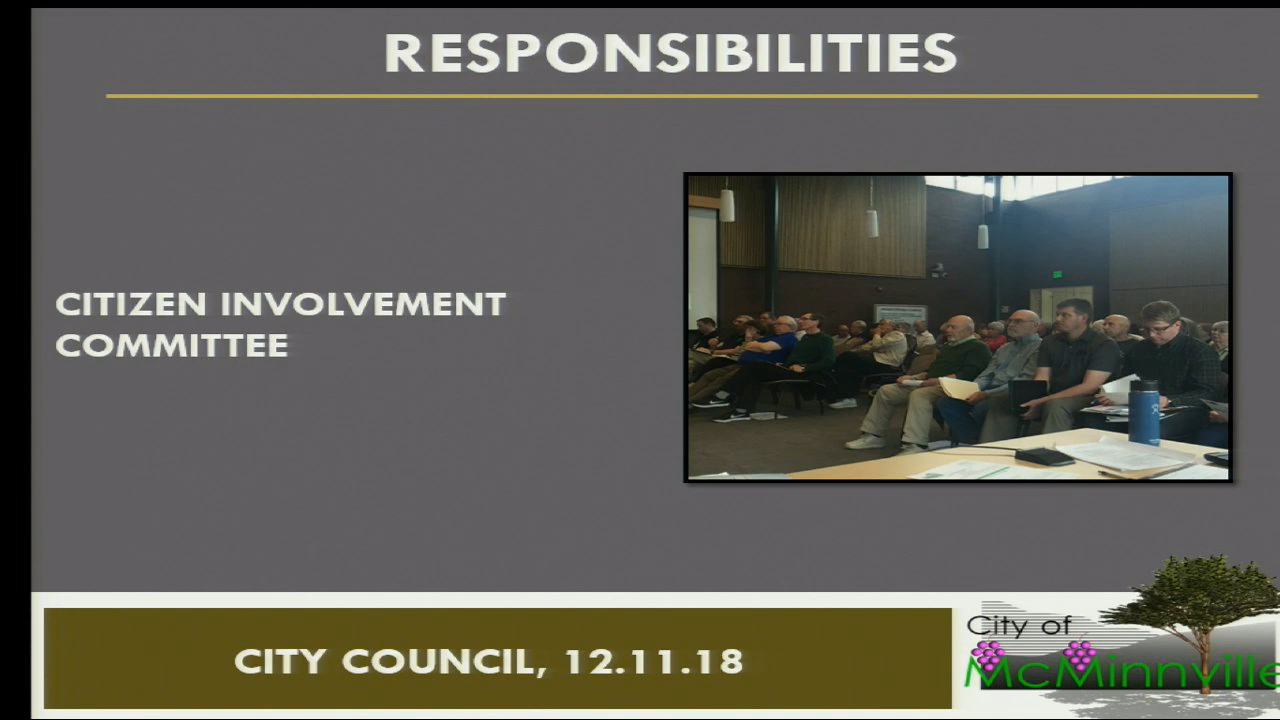 RESPONSIBILITIES
CITIZEN INVOLVEMENT
COMMITTEE
CITY COUNCIL, 12.11.18
City of
McMinnville